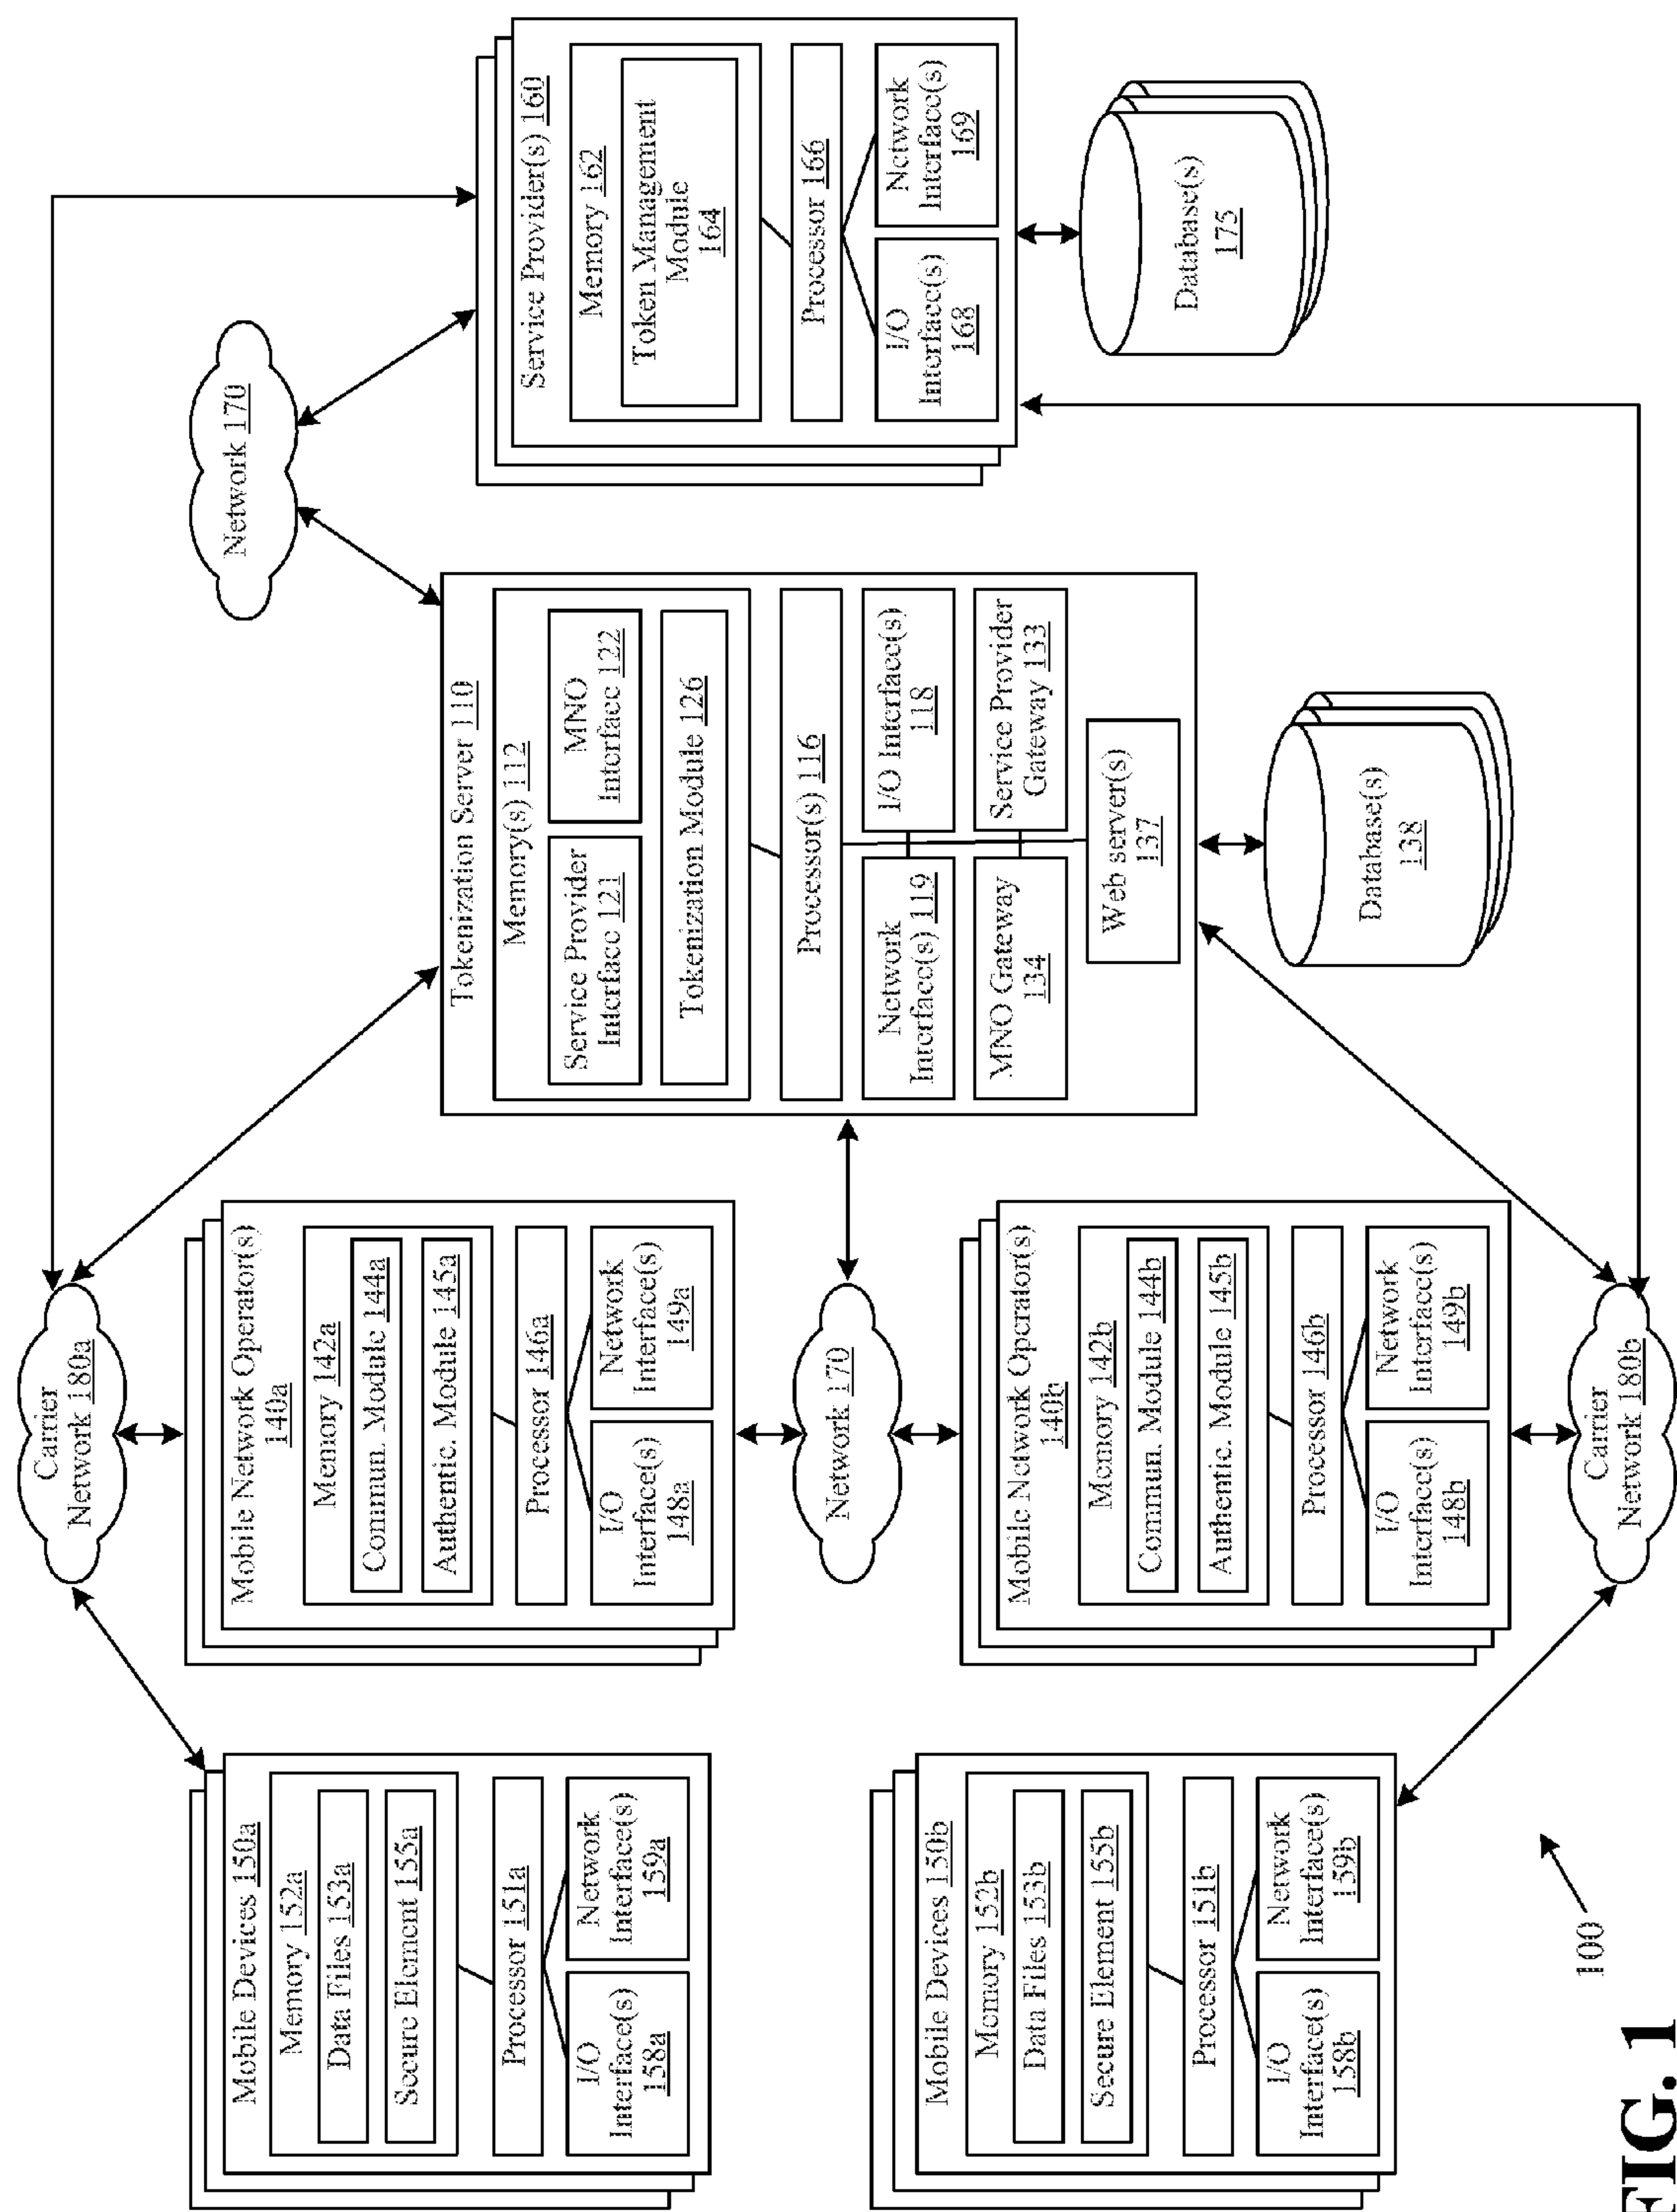 Mobile Devices 150a
Memory 152a
Data Files 153a
Secure Element 155a
Processor 151a
I/O
Interface(s)
158a
Network
Interface(s)
159a
Mobile Devices 150b
Memory 152b
Data Files 153b
Secure Element 155b
Processor 151b
I/O
Interface(s)
158b
Network
Interface(s)
159b
Carrier
Network 180a
Mobile Network Operator(s)
140a
Memory 142a
Commun. Module 144a
Authentic. Module 145a
Processor 146a
I/O
Interface(s)
148a
Network
Interface(s)
149a
Network 170
Mobile Network Operator(s)
140b
Memory 142b
Commun. Module 144b
Authentic. Module 145b
Processor 146b
I/O
Interface(s)
148b
Network
Interface(s)
149b
Carrier
Network 180b
Tokenization Server 110
Memory(s) 112
Service Provider
Interface 121
MNO
Interface 122
Tokenization Module 126
Processor(s) 116
Network
Interface(s) 119
I/O Interface(s)
118
MNO Gateway
134
Service Provider
Gateway 133
Web server(s)
137
Database(s)
138
Network 170
Service Provider(s) 160
Memory 162
Token Management
Module
164
Processor 166
I/O
Interface(s)
168
Network
Interface(s)
169
Database(s)
175
100
FIG. 1